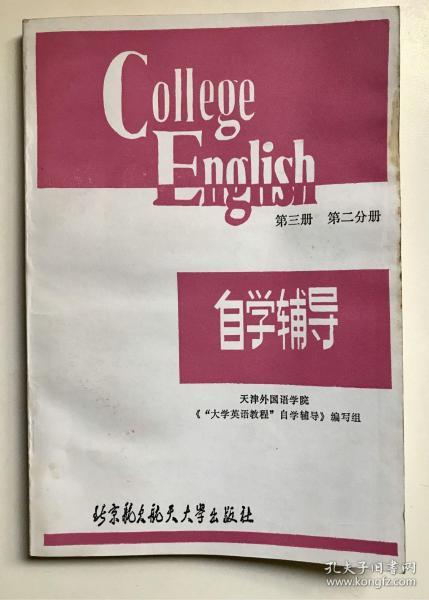 College
English
第三册 第二分册
自学辅导
天津外国语学院
《“大学英语教程”自学辅导》编写组
北京航空航天大学出版社
孔夫子旧书网
www.kongfz.com